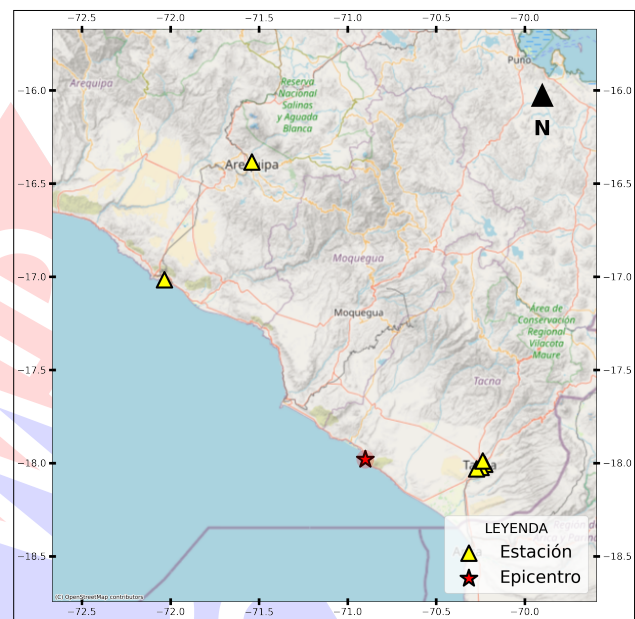 −72.5 −72.0 −71.5 −71.0 −70.5 −70.0
Puno
Arequipa
Reserva
Nacional
Salinas
y Aguada
Blanca
−16.0 −16.0
N
Arequipa
−16.5 −16.5
Moquegua
−17.0 −17.0
Moquegua
Área de
Conservación
Regional
Vilacota
Maure
−17.5 −17.5
Tacna
−18.0 −18.0
Tacna
LEYENDA
Estación
Epicentro
−18.5 −18.5
(C) OpenStreetMap contributors
−72.5 −72.0 −71.5 −71.0 −70.5 −70.0